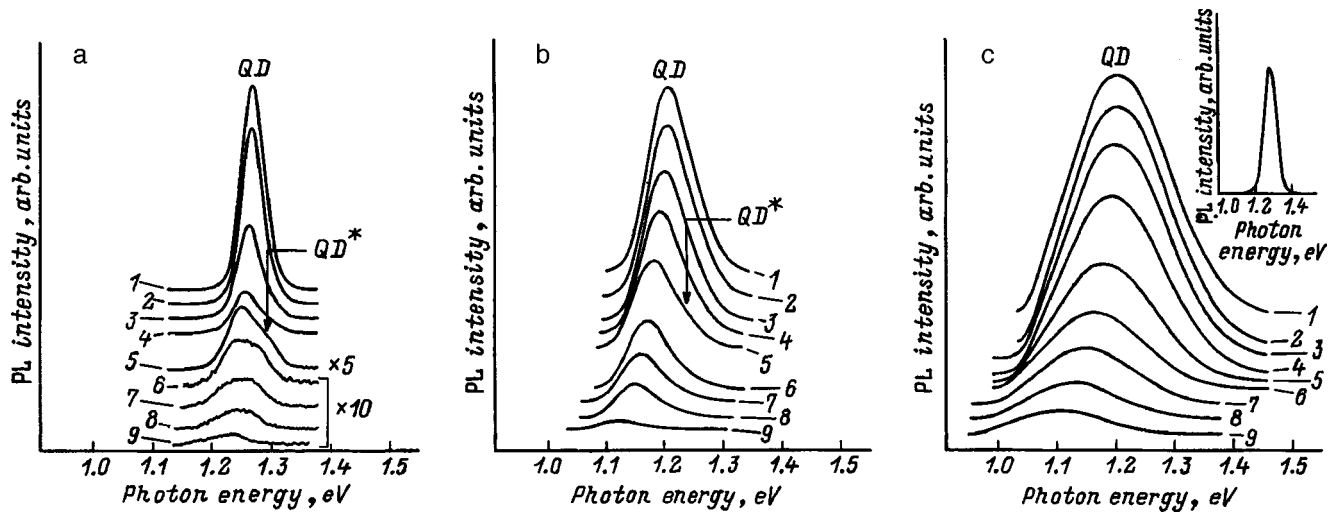 a
QD
QD*
1
2
3
4
5
6
7
8
9
×5
×10
1.0 1.1 1.2 1.3 1.4 1.5
Photon energy, eV
PL intensity, arb. units
b
QD
QD*
1
2
3
4
5
6
7
8
9
1.0 1.1 1.2 1.3 1.4 1.5
Photon energy, eV
PL intensity, arb. units
c
QD
1
2
3
4
5
6
7
8
9
1.0 1.1 1.2 1.3 1.4 1.5
Photon energy, eV
PL intensity, arb. units
PL intensity, arb. units
1.0 1.2 1.4
Photon
energy, eV